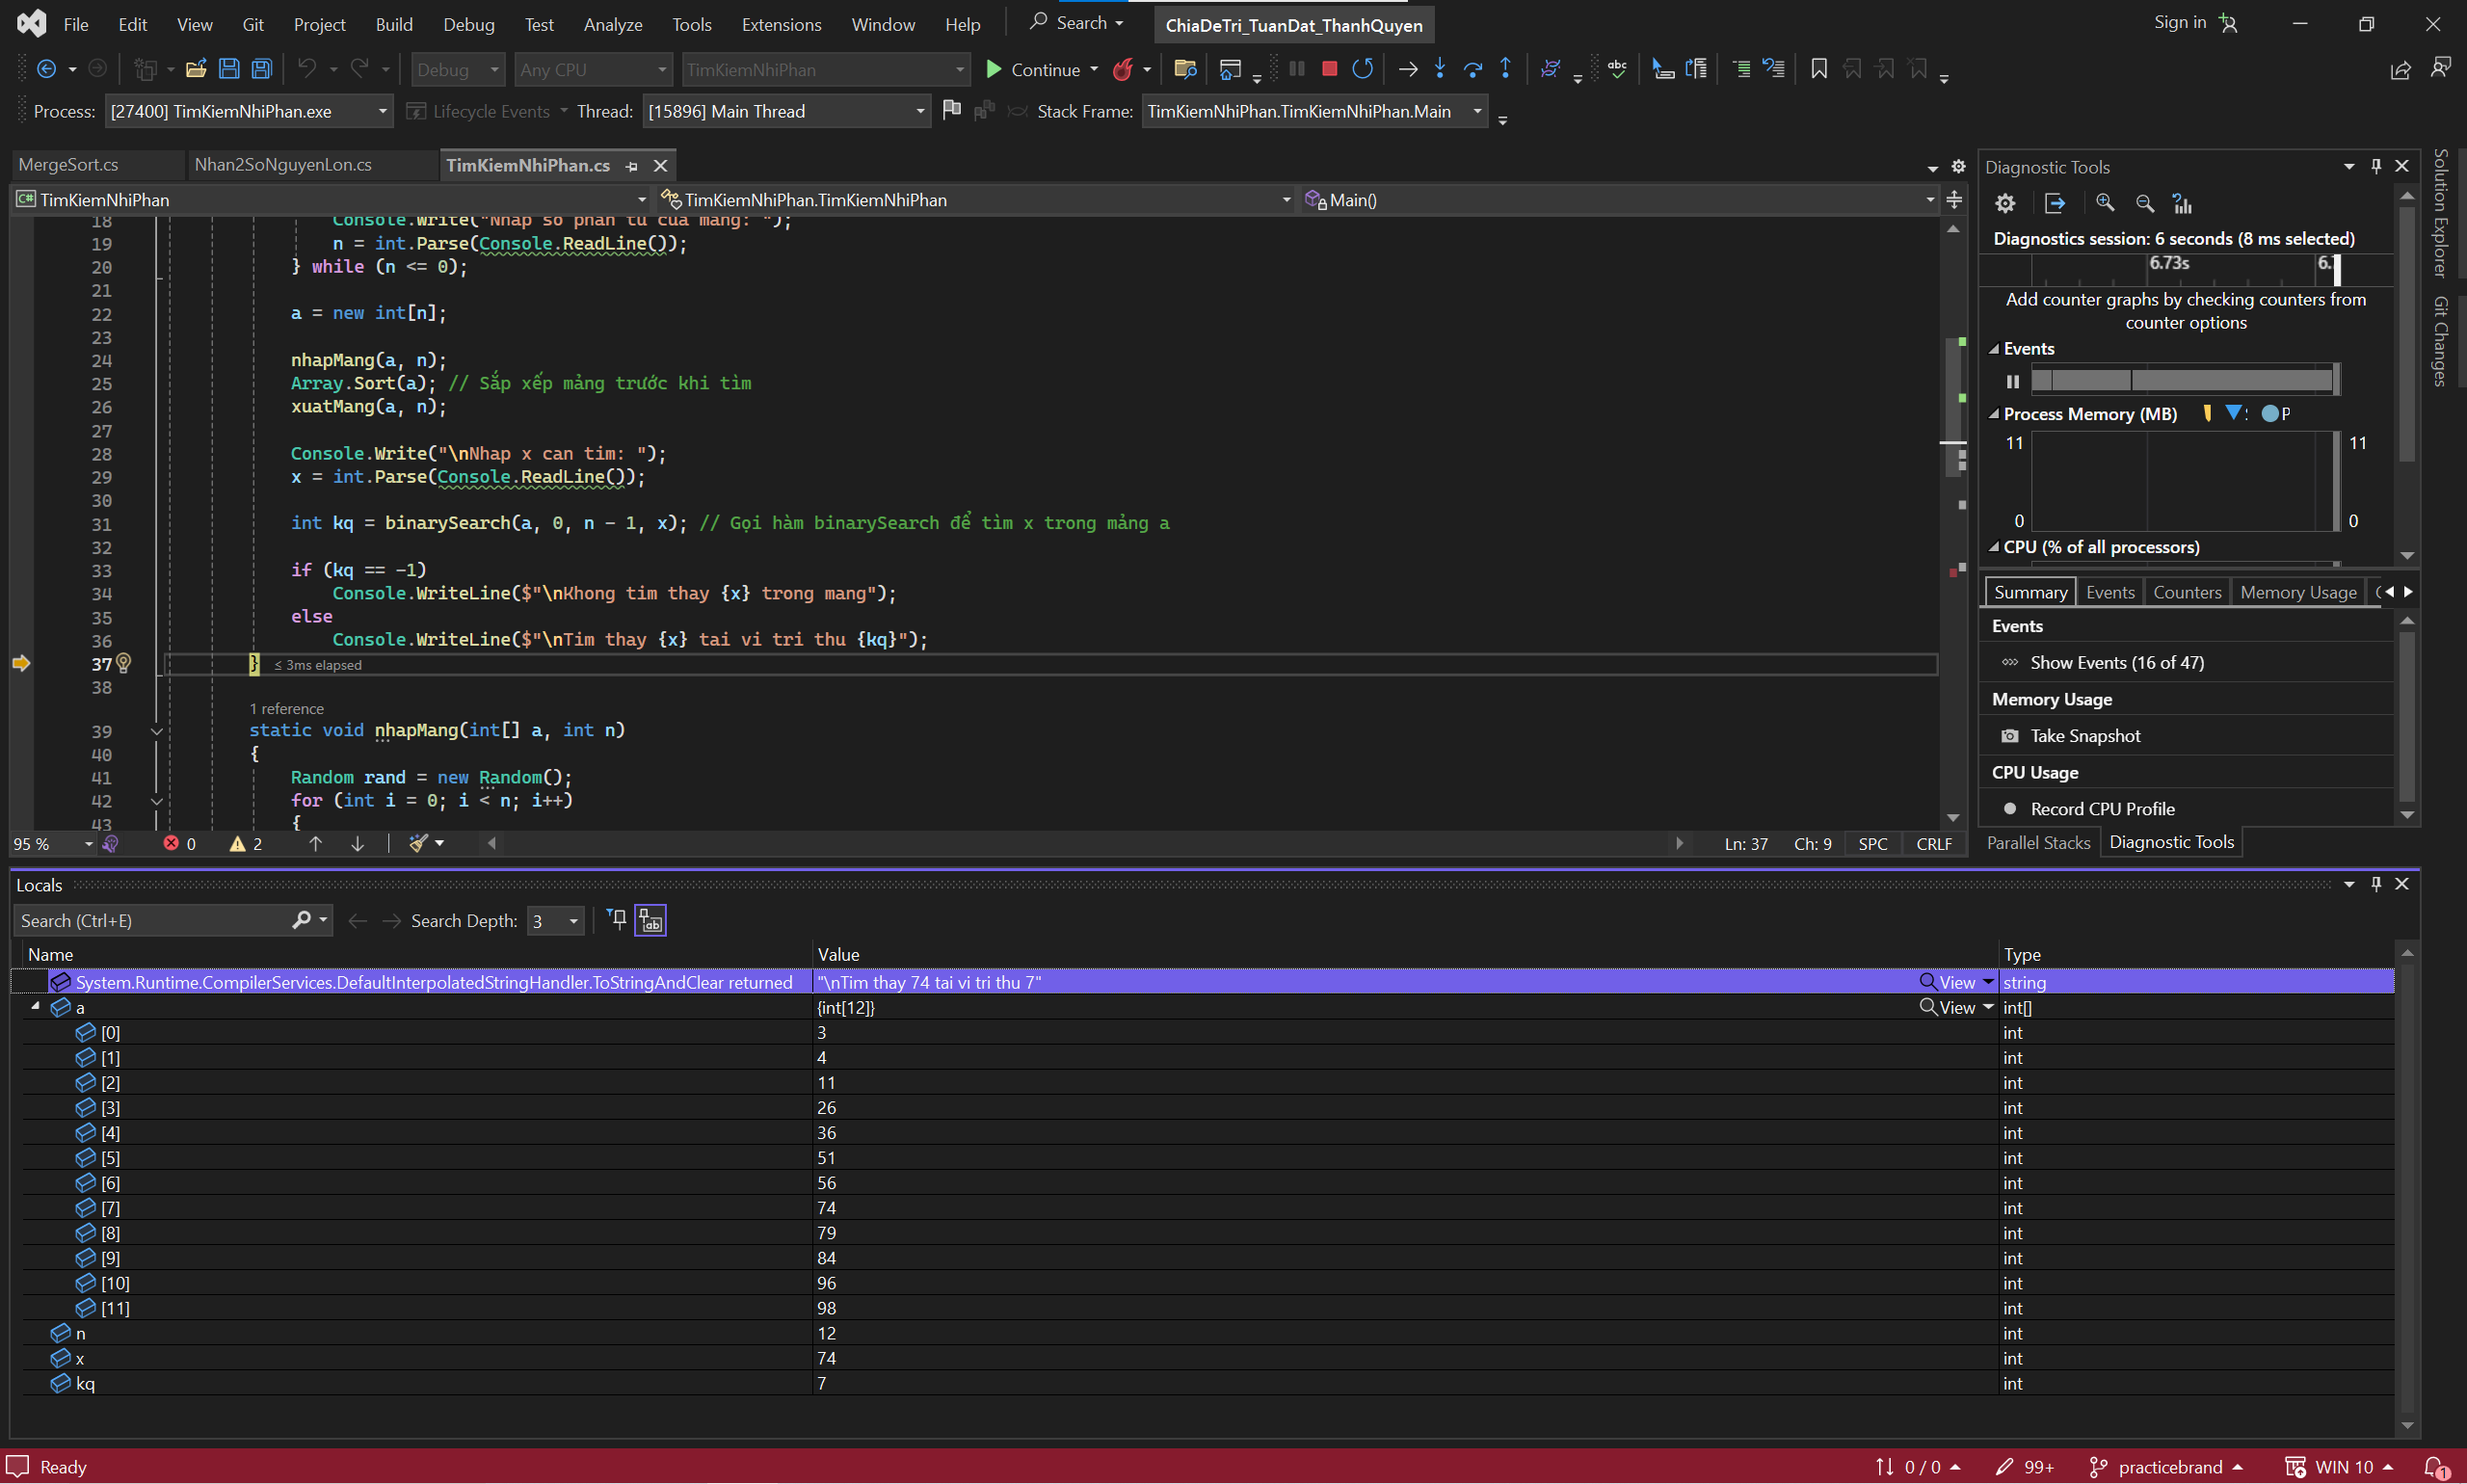 File Edit View Git Project Build Debug Test Analyze Tools Extensions Window Help Search ChiaDeTri_TuanDat_ThanhQuyen Sign in
Debug Any CPU TimKiemNhiPhan Continue
Process: [27400] TimKiemNhiPhan.exe Lifecycle Events Thread: [15896] Main Thread Stack Frame: TimKiemNhiPhan.TimKiemNhiPhan.Main
MergeSort.cs Nhan2SoNguyenLon.cs TimKiemNhiPhan.cs
C# TimKiemNhiPhan TimKiemNhiPhan.TimKiemNhiPhan Main()
18 Console.Write("Nhap so phan tu cua mang: ");
19 n = int.Parse(Console.ReadLine());
20 } while (n <= 0);
21
22 a = new int[n];
23
24 nhapMang(a, n);
25 Array.Sort(a); // Sắp xếp mảng trước khi tìm
26 xuatMang(a, n);
27
28 Console.Write("\nNhap x can tim: ");
29 x = int.Parse(Console.ReadLine());
30
31 int kq = binarySearch(a, 0, n - 1, x); // Gọi hàm binarySearch để tìm x trong mảng a
32
33 if (kq == -1)
34 Console.WriteLine($"\nKhong tim thay {x} trong mang");
35 else
36 Console.WriteLine($"\nTim thay {x} tai vi tri thu {kq}");
37 } ≤ 3ms elapsed
38
1 reference
39 static void nhapMang(int[] a, int n)
40 {
41 Random rand = new Random();
42 for (int i = 0; i < n; i++)
43 {
95 % 0 2 Ln: 37 Ch: 9 SPC CRLF
Diagnostic Tools
Diagnostics session: 6 seconds (8 ms selected)
6.73s 6.
Add counter graphs by checking counters from
counter options
Events
Process Memory (MB) P
11 11
0 0
CPU (% of all processors)
Summary Events Counters Memory Usage
Events
Show Events (16 of 47)
Memory Usage
Take Snapshot
CPU Usage
Record CPU Profile
Parallel Stacks Diagnostic Tools
Solution Explorer
Git Changes
Locals
Search (Ctrl+E) Search Depth: 3
Name Value Type
System.Runtime.CompilerServices.DefaultInterpolatedStringHandler.ToStringAndClear returned "\nTim thay 74 tai vi tri thu 7" View string
a {int[12]} View int[]
[0] 3 int
[1] 4 int
[2] 11 int
[3] 26 int
[4] 36 int
[5] 51 int
[6] 56 int
[7] 74 int
[8] 79 int
[9] 84 int
[10] 96 int
[11] 98 int
n 12 int
x 74 int
kq 7 int
Ready 0 / 0 99+ practicebrand WIN 10 1